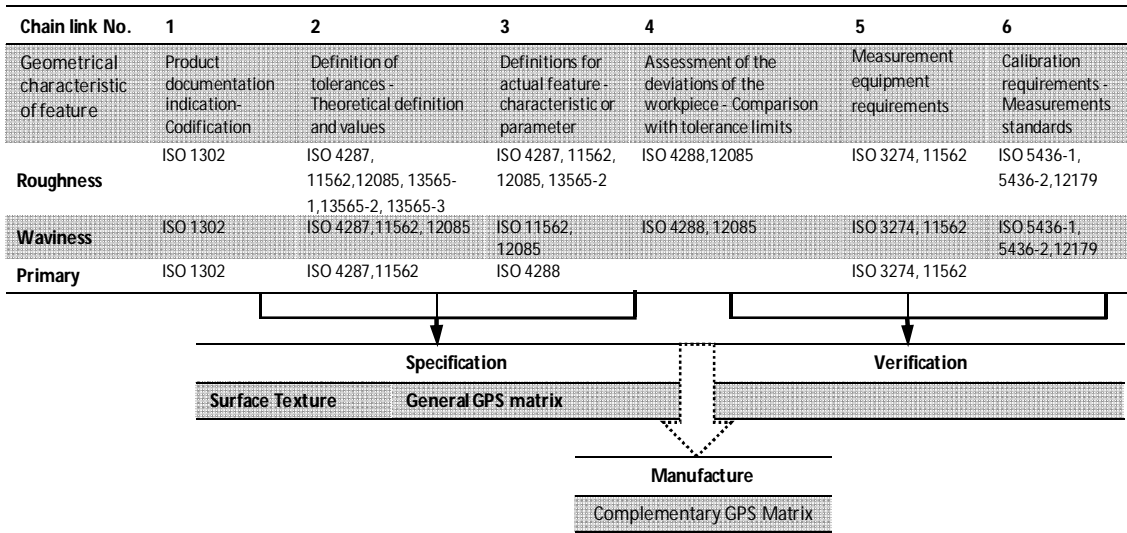 Chain link No. 1 2 3 4 5 6
Geometrical characteristic of feature
Product documentation indication- Codification
Definition of tolerances - Theoretical definition and values
Definitions for actual feature - characteristic or parameter
Assessment of the deviations of the workpiece - Comparison with tolerance limits
Measurement equipment requirements
Calibration requirements - Measurements standards
Roughness
ISO 1302
ISO 4287,
11562,12085, 13565-
1,13565-2, 13565-3
ISO 4287, 11562,
12085, 13565-2
ISO 4288,12085
ISO 3274, 11562
ISO 5436-1,
5436-2,12179
Waviness
ISO 1302
ISO 4287,11562, 12085
ISO 11562,
12085
ISO 4288, 12085
ISO 3274, 11562
ISO 5436-1,
5436-2,12179
Primary
ISO 1302
ISO 4287,11562
ISO 4288
ISO 3274, 11562
Specification
Verification
Surface Texture
General GPS matrix
Manufacture
Complementary GPS Matrix